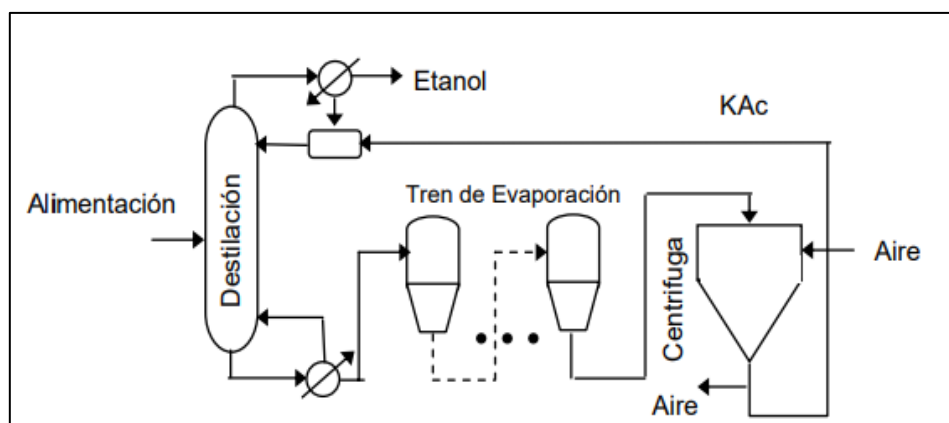 Etanol
KAc
Alimentación
Destilación
Tren de Evaporación
Centrifuga
Aire
Aire